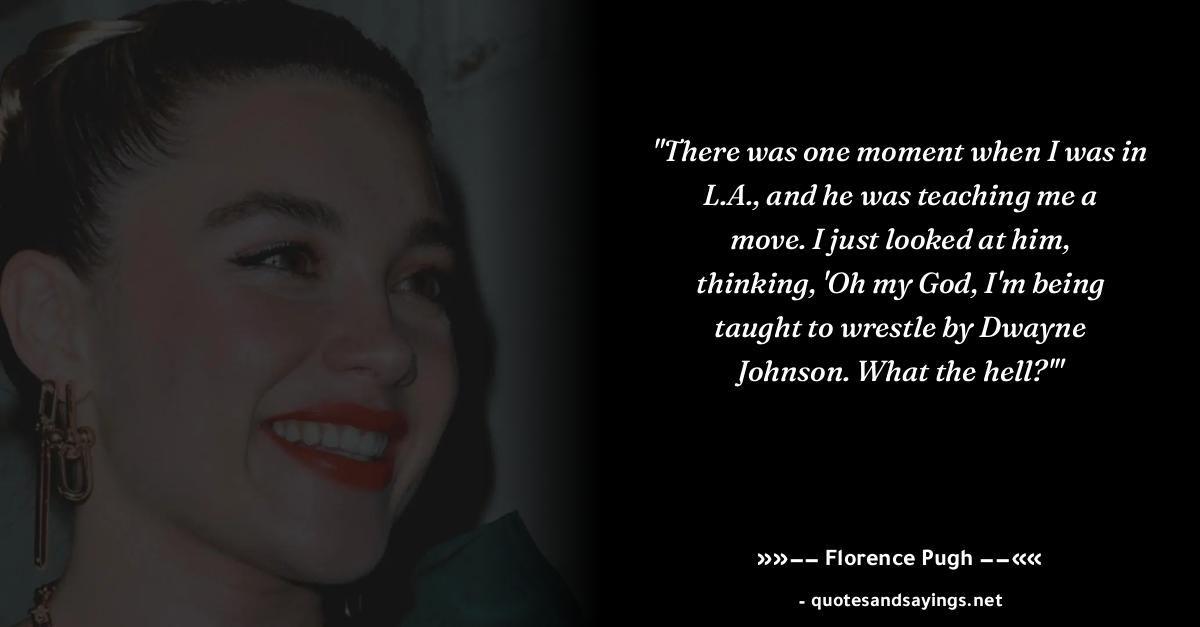 "There was one moment when I was in
L.A., and he was teaching me a
move. I just looked at him,
thinking, 'Oh my God, I'm being
taught to wrestle by Dwayne
Johnson. What the hell?'"
»»−− Florence Pugh −−««
- quotesandsayings.net